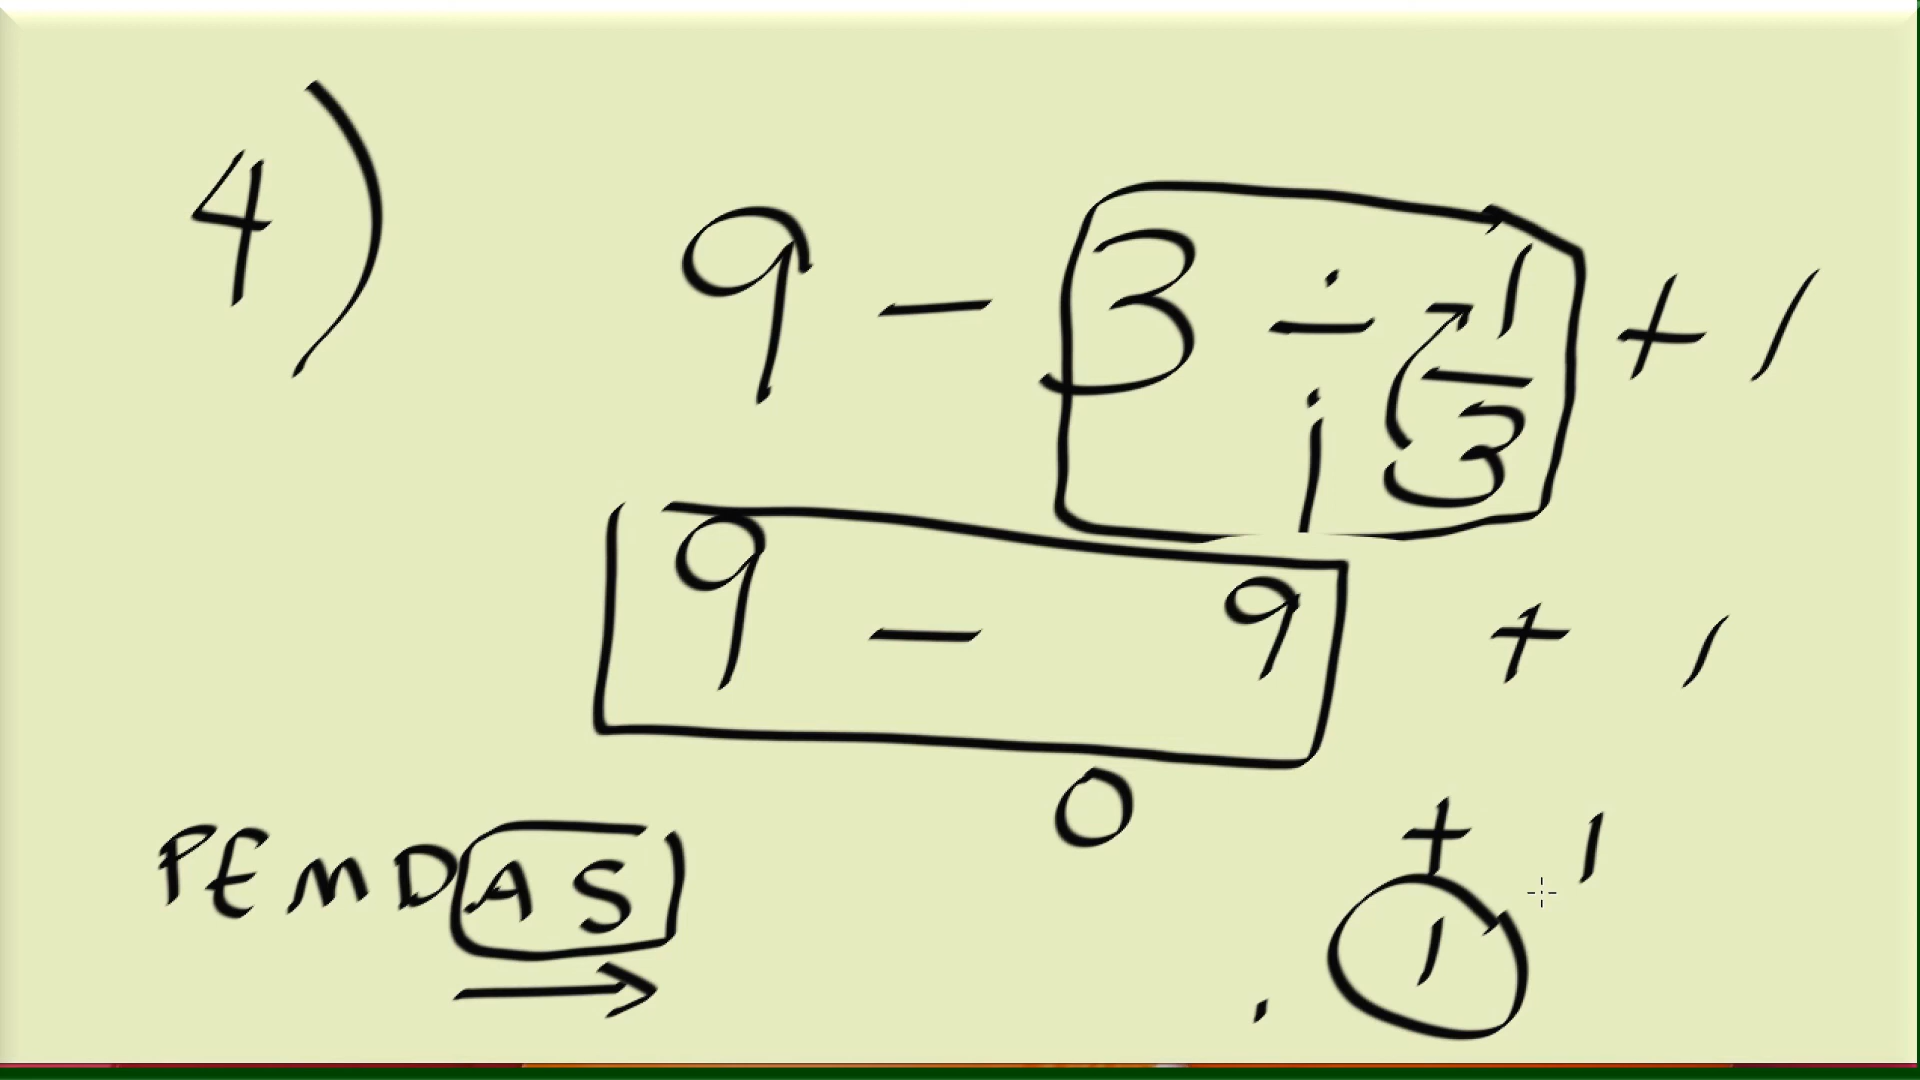 4) 9 - 3 ÷ 1/3 + 1
9 - 9 + 1
0 + 1
PEMDAS
1